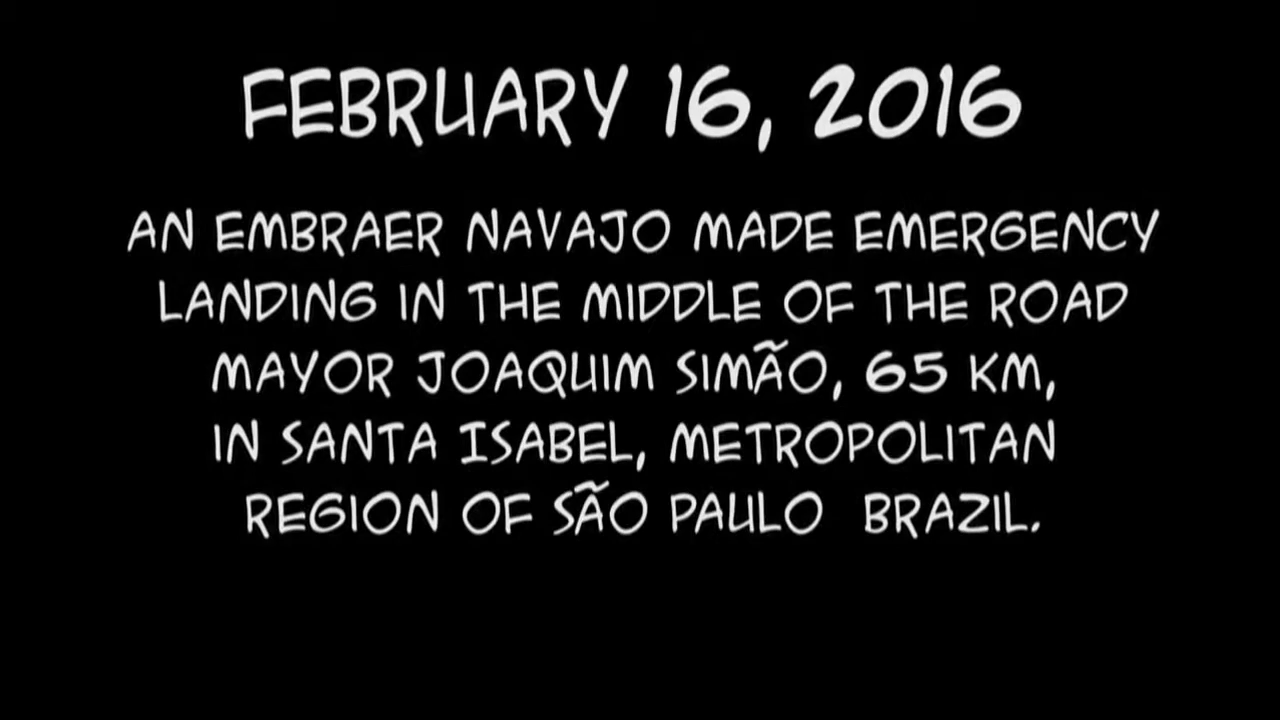 FEBRUARY 16, 2016
AN EMBRAER NAVAJO MADE EMERGENCY
LANDING IN THE MIDDLE OF THE ROAD
MAYOR JOAQUIM SIMÃO, 65 KM,
IN SANTA ISABEL, METROPOLITAN
REGION OF SÃO PAULO  BRAZIL.